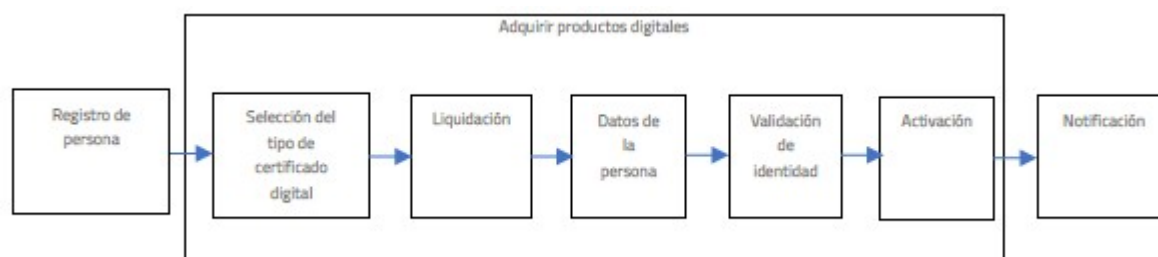 Adquirir productos digitales
Registro de
persona
Selección del
tipo de
certificado
digital
Liquidación
Datos de
la
persona
Validación
de
identidad
Activación
Notificación